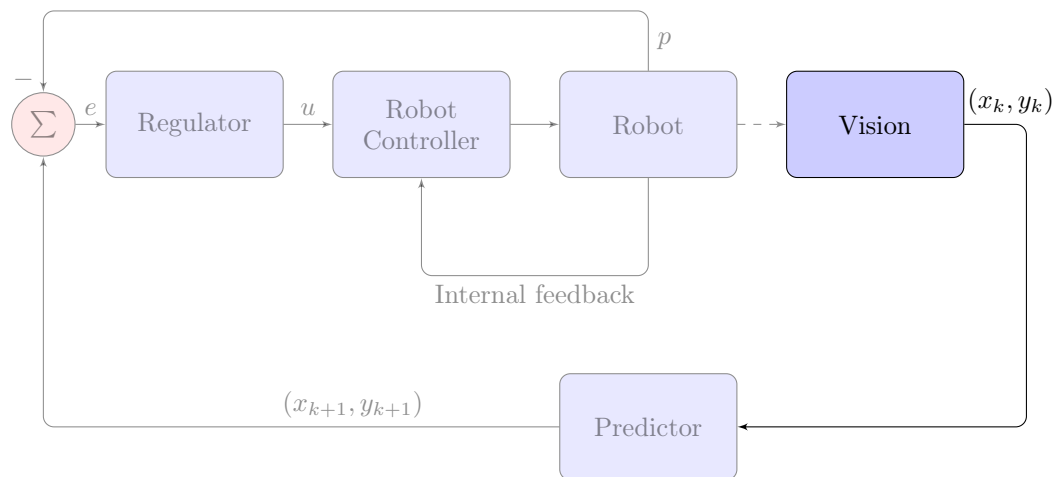 p
−
∑
e
Regulator
u
Robot
Controller
Robot
Vision
(x_k, y_k)
Internal feedback
(x_{k+1}, y_{k+1})
Predictor